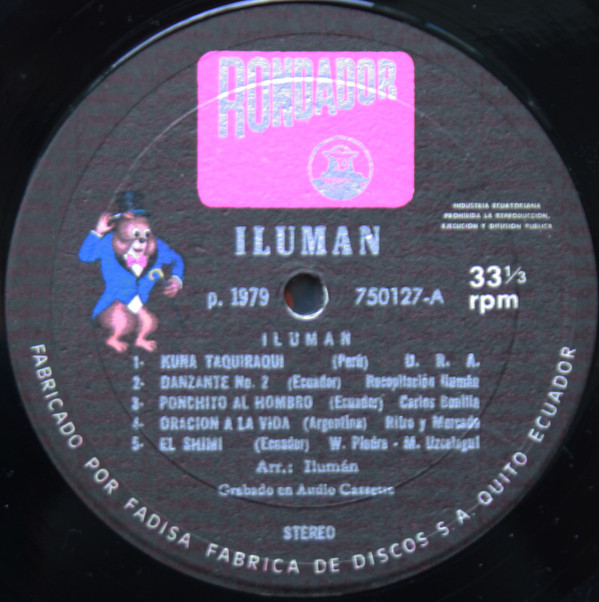 RONDADOR
INDUSTRIA ECUATORIANA
PROHIBIDA LA REPRODUCCION,
EJECUCION Y DIFUSION PUBLICA
ILUMAN
p. 1979 750127-A
33 1/3
rpm
ILUMAN
1- KUNA TAQUIRAQUI (Perú) D. R. A.
2- DANZANTE No. 2 (Ecuador) Recopilación Ilumán
3- PONCHITO AL HOMBRO (Ecuador) Carlos Bonilla
4- ORACION A LA VIDA (Argentina) y Mercado
5- EL SHIMI (Ecuador) W. Piedra - M.
Arr.: Ilumán
Grabado en Audio Cassette
STEREO
FABRICADO POR FADISA FABRICA DE DISCOS S.A. QUITO ECUADOR